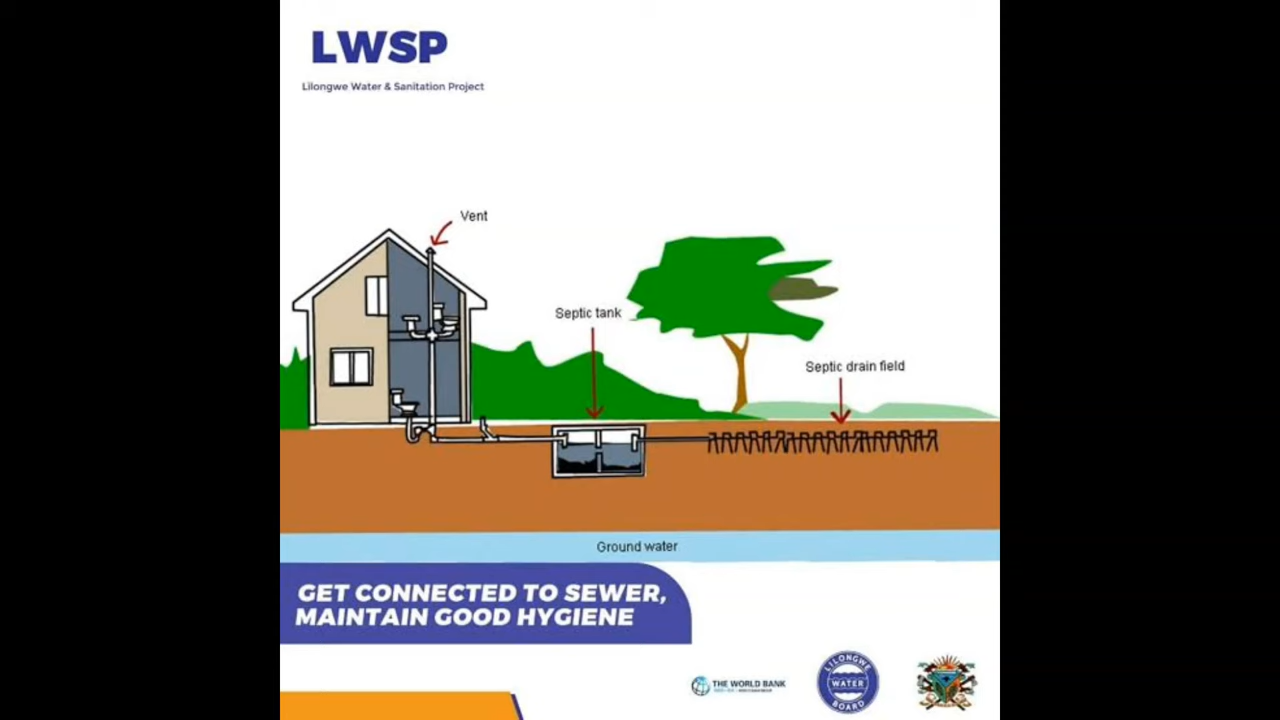 LWSP
Lilongwe Water & Sanitation Project
Vent
Septic tank
Septic drain field
Ground water
GET CONNECTED TO SEWER,
MAINTAIN GOOD HYGIENE
THE WORLD BANK
LILONGWE
WATER
BOARD